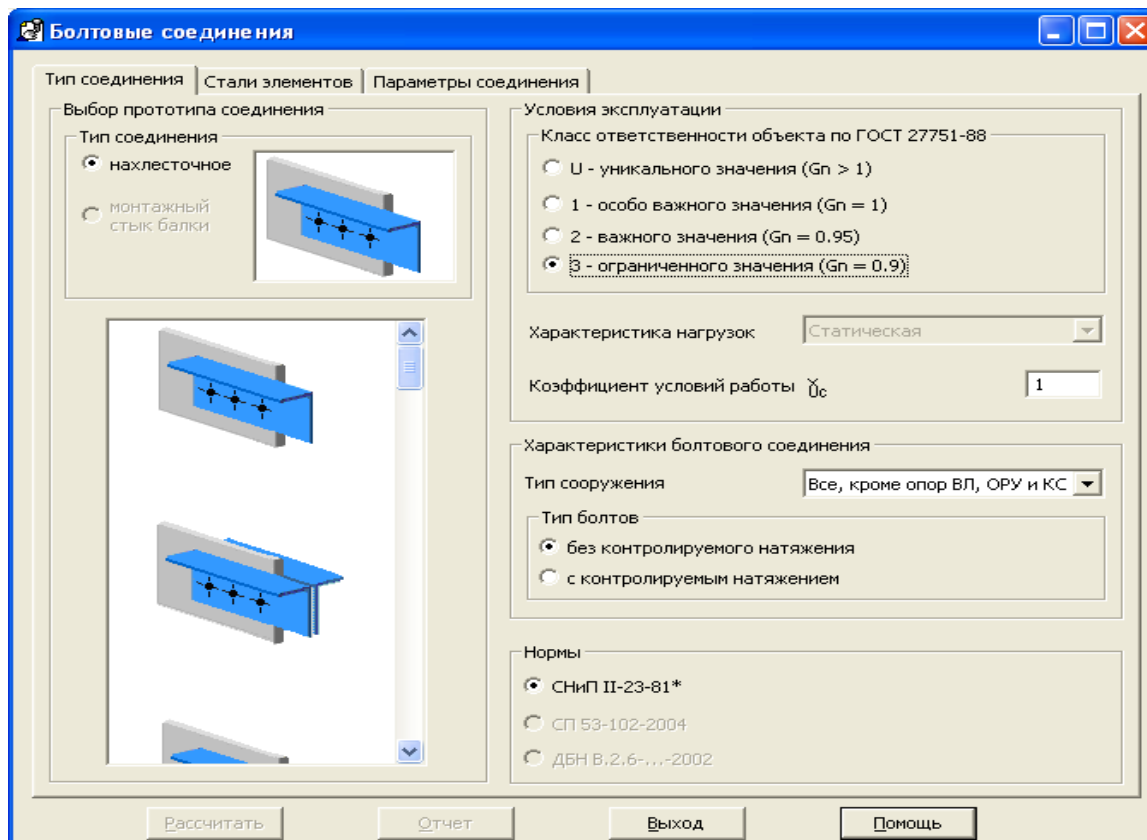 Болтовые соединения
Тип соединения
Стали элементов
Параметры соединения
Выбор прототипа соединения
Тип соединения
нахлесточное
монтажный
стык балки
Условия эксплуатации
Класс ответственности объекта по ГОСТ 27751-88
U - уникального значения (Gn > 1)
1 - особо важного значения (Gn = 1)
2 - важного значения (Gn = 0.95)
3 - ограниченного значения (Gn = 0.9)
Характеристика нагрузок
Статическая
Коэффициент условий работы
1
Характеристики болтового соединения
Тип сооружения
Все, кроме опор ВЛ, ОРУ и КС
Тип болтов
без контролируемого натяжения
с контролируемым натяжением
Нормы
СНиП II-23-81*
СП 53-102-2004
ДБН В.2.6-...-2002
Рассчитать
Отчет
Выход
Помощь